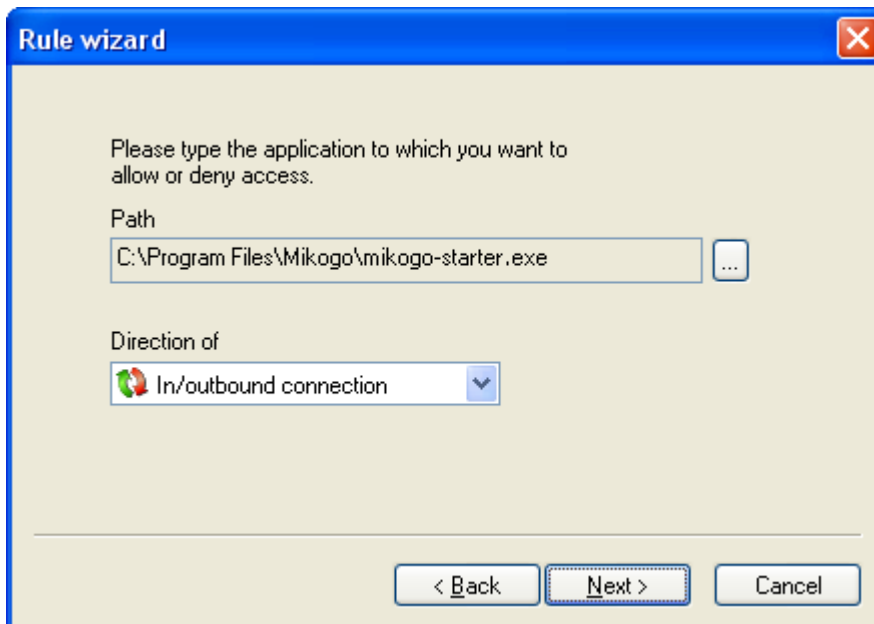 Rule wizard
Please type the application to which you want to
allow or deny access.
Path
C:\Program Files\Mikogo\mikogo-starter.exe
...
Direction of
In/outbound connection
< Back
Next >
Cancel